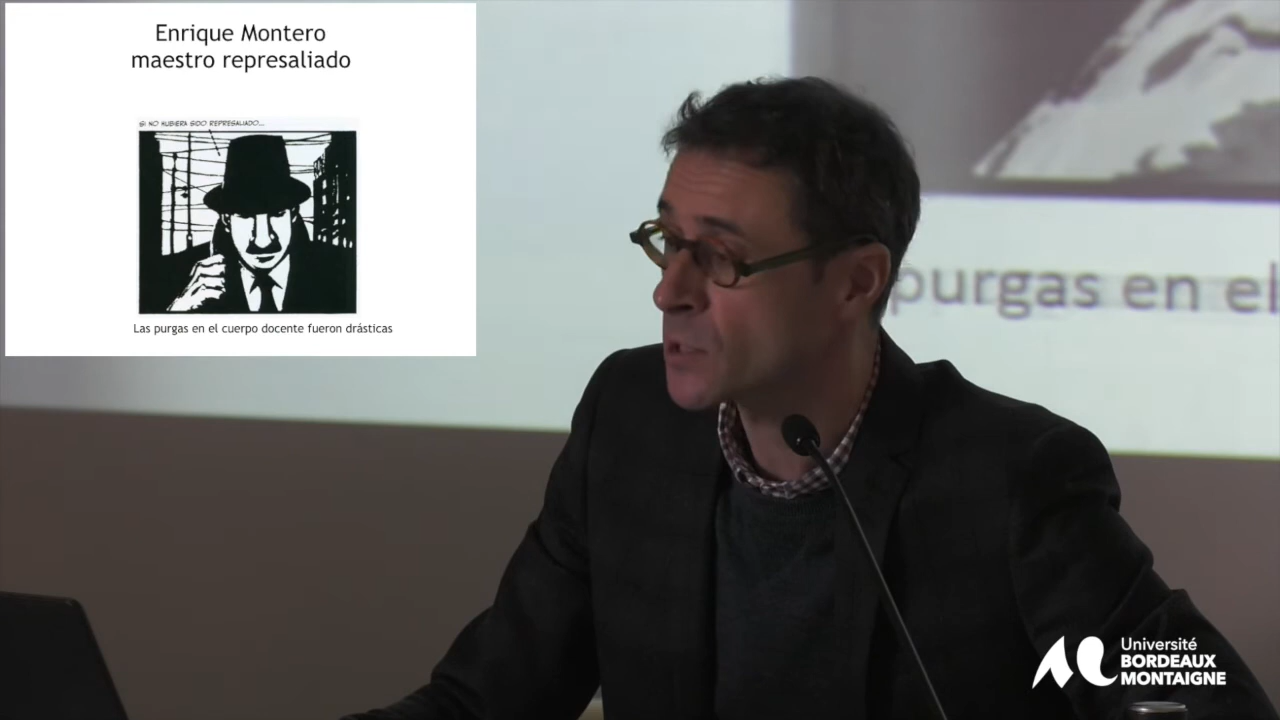 Enrique Montero
maestro represaliado
SI NO HUBIERA SIDO REPRESALIADO...
Las purgas en el cuerpo docente fueron drásticas
purgas en el
Université
BORDEAUX
MONTAIGNE